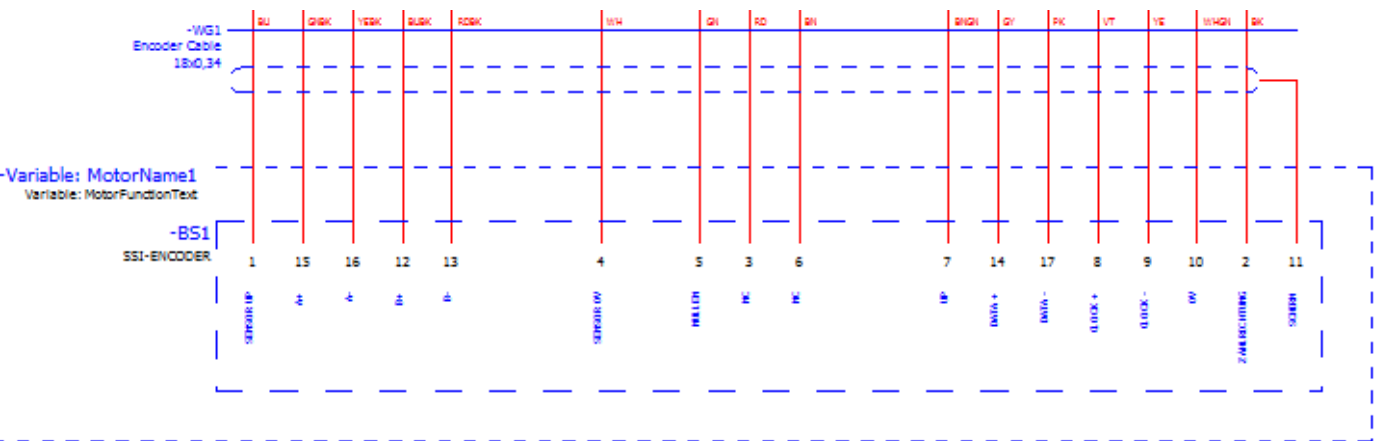 BU GNBK YEBK BUBK RDBK WH GN RD BN BNGN GY PK VT YE WHGN BK
-WG1
Encoder Cable
18x0,34
-Variable: MotorName1
Variable: MotorFunctionText
-BS1
SSI-ENCODER
1 15 16 12 13 4 5 3 6 7 14 17 8 9 10 2 11
SENSOR UP
A+
A-
B+
B-
SENSOR 0V
NULLEN
NC
NC
UP
DATA +
DATA -
CLOCK +
CLOCK -
0V
ZÄHLRICHTUNG
SCHIRM